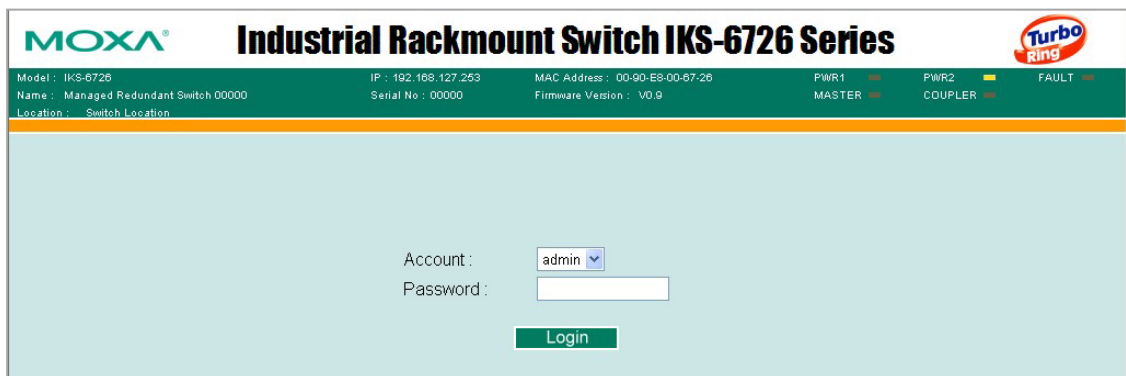 MOXA® Industrial Rackmount Switch IKS-6726 Series Turbo Ring
Model : IKS-6726 IP : 192.168.127.253 MAC Address : 00-90-E8-00-67-26 PWR1 PWR2 FAULT
Name : Managed Redundant Switch 00000 Serial No : 00000 Firmware Version : V0.9 MASTER COUPLER
Location : Switch Location
Account : admin
Password :
Login